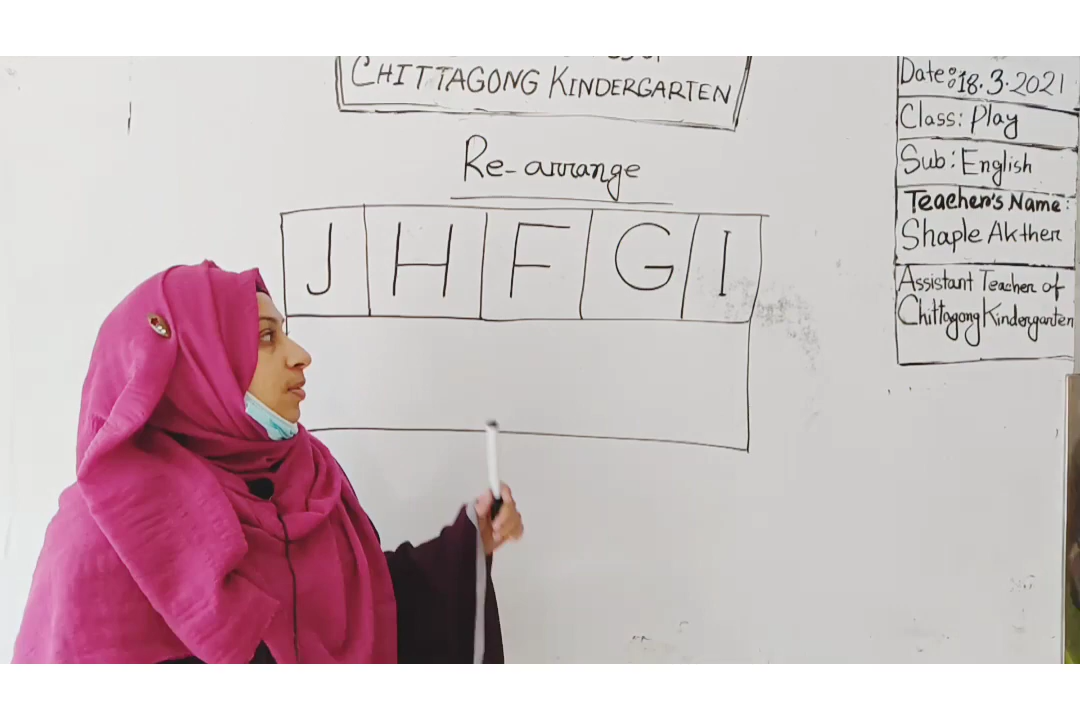 CHITTAGONG KINDERGARTEN
Re-arrange
J H F G I
Date: 18.3.2021
Class: Play
Sub: English
Teacher's Name:
Shaple Akther
Assistant Teacher of
Chittagong Kindergarten